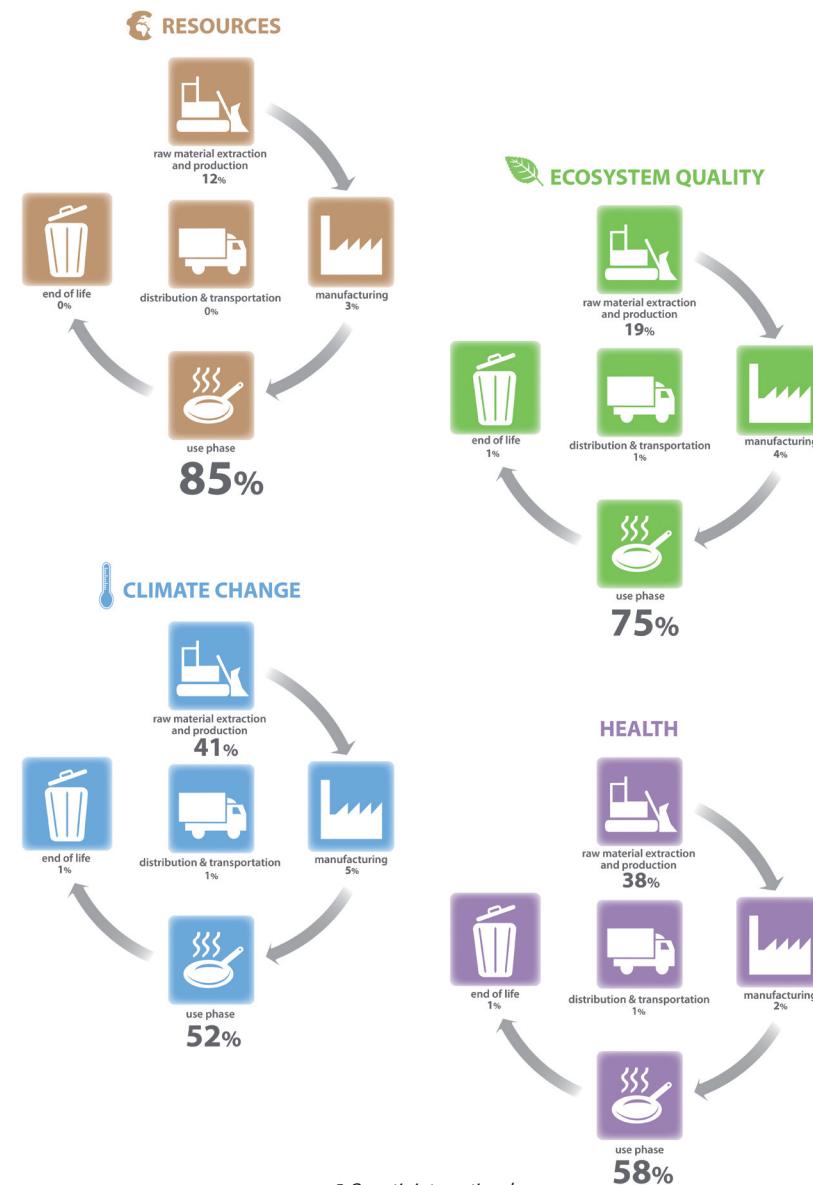 RESOURCES
raw material extraction
and production
12%
end of life
0%
distribution & transportation
0%
manufacturing
3%
use phase
85%
ECOSYSTEM QUALITY
raw material extraction
and production
19%
end of life
1%
distribution & transportation
1%
manufacturing
4%
use phase
75%
CLIMATE CHANGE
raw material extraction
and production
41%
end of life
1%
distribution & transportation
1%
manufacturing
5%
use phase
52%
HEALTH
raw material extraction
and production
38%
end of life
1%
distribution & transportation
1%
manufacturing
2%
use phase
58%